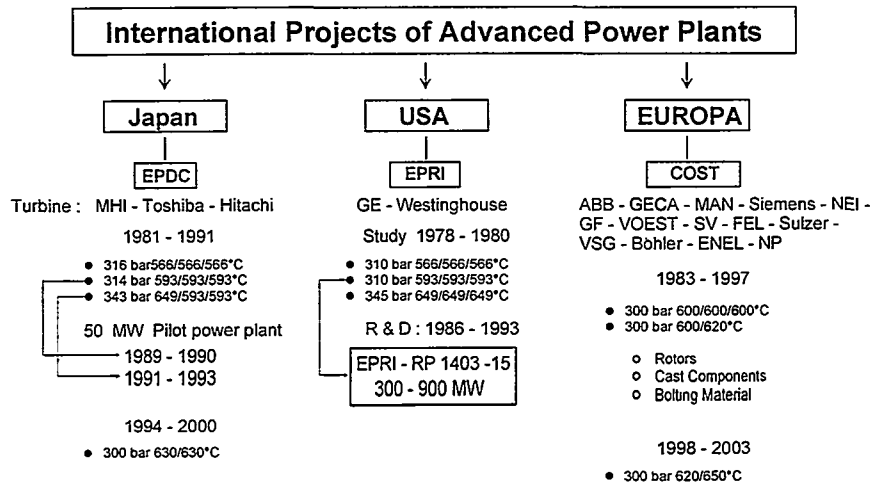 International Projects of Advanced Power Plants
Japan
EPDC
Turbine : MHI - Toshiba - Hitachi
1981 - 1991
• 316 bar566/566/566°C
• 314 bar 593/593/593°C
• 343 bar 649/593/593°C
50 MW Pilot power plant
1989 - 1990
1991 - 1993
1994 - 2000
• 300 bar 630/630°C
USA
EPRI
GE - Westinghouse
Study 1978 - 1980
• 310 bar 566/566/566°C
• 310 bar 593/593/593°C
• 345 bar 649/649/649°C
R & D : 1986 - 1993
EPRI - RP 1403 -15
300 - 900 MW
EUROPA
COST
ABB - GECA - MAN - Siemens - NEI -
GF - VOEST - SV - FEL - Sulzer -
VSG - Böhler - ENEL - NP
1983 - 1997
• 300 bar 600/600/600°C
• 300 bar 600/620°C
o Rotors
o Cast Components
o Bolting Material
1998 - 2003
• 300 bar 620/650°C